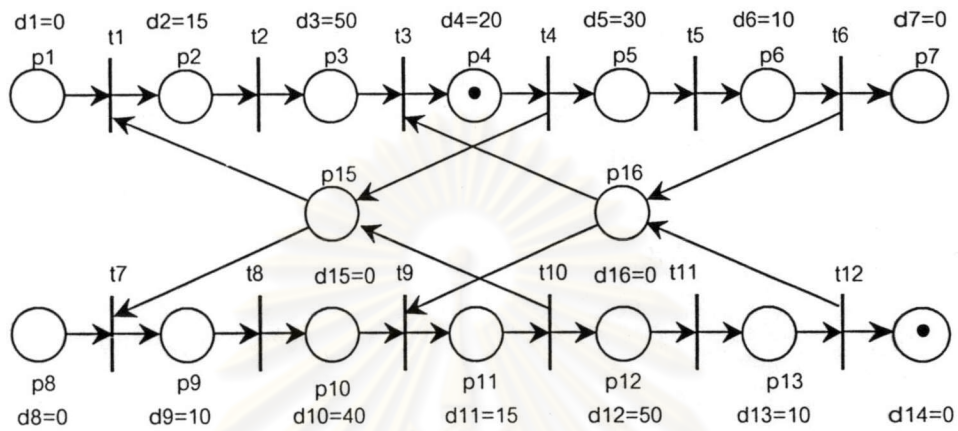 d1=0 d2=15 d3=50 d4=20 d5=30 d6=10 d7=0
t1 t2 t3 t4 t5 t6
p1 p2 p3 p4 p5 p6 p7
p15 p16
t7 t8 d15=0 t9 t10 d16=0 t11 t12
p8 p9 p10 p11 p12 p13
d8=0 d9=10 d10=40 d11=15 d12=50 d13=10 d14=0